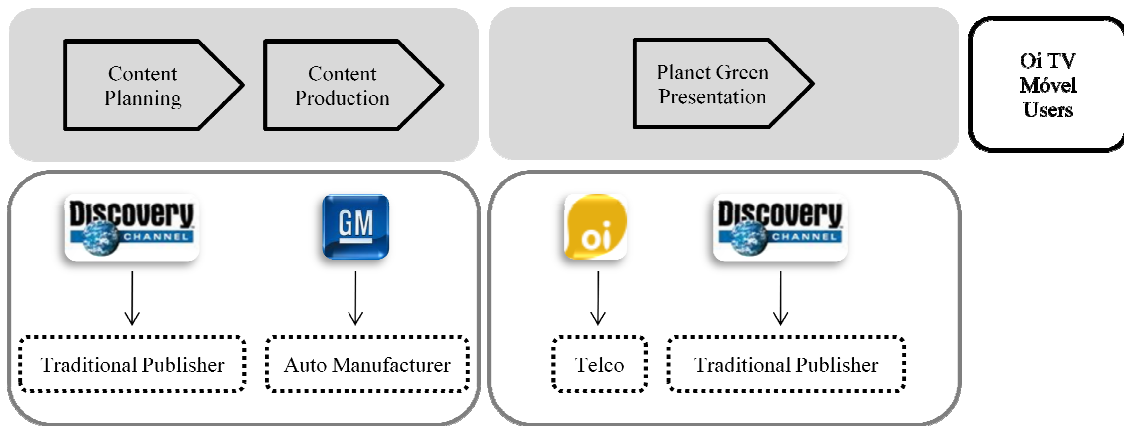 Content
Planning
Content
Production
Planet Green
Presentation
Oi TV
Móvel
Users
DISCOVERY
CHANNEL
GM
oi
DISCOVERY
CHANNEL
Traditional Publisher
Auto Manufacturer
Telco
Traditional Publisher